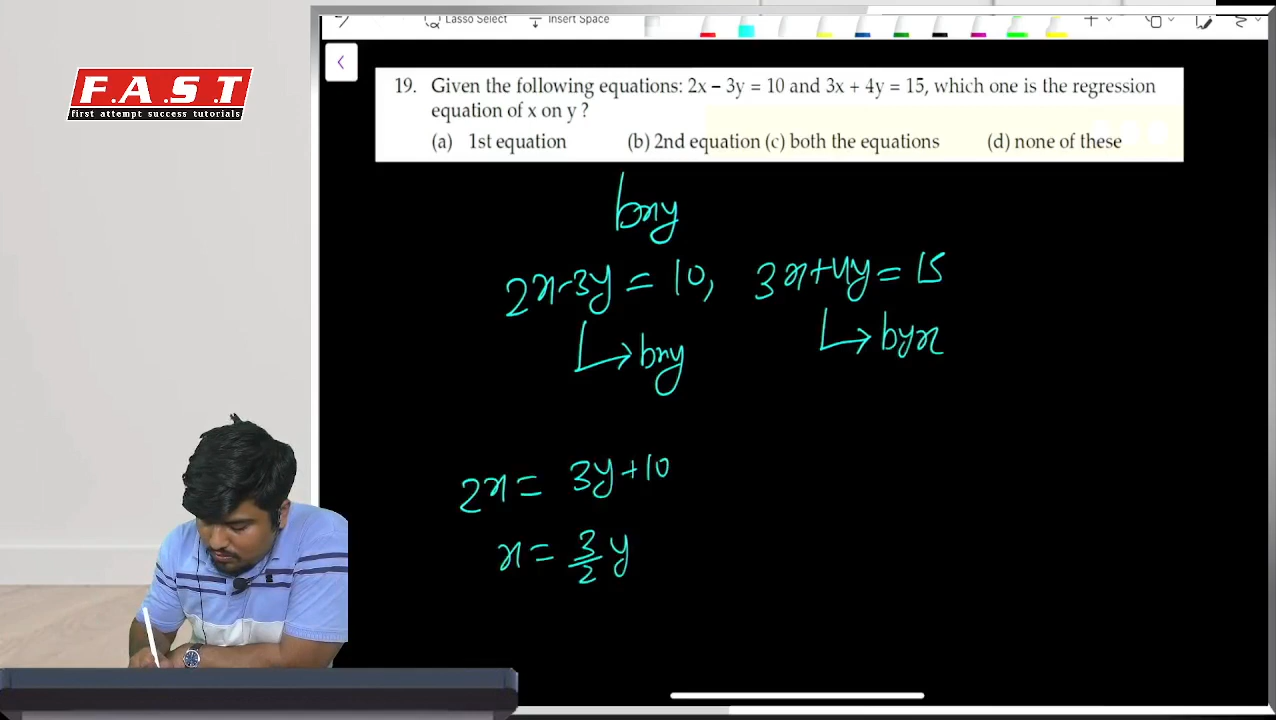 Lasso Select Insert Space
F.A.S.T
first attempt success tutorials
19. Given the following equations: 2x – 3y = 10 and 3x + 4y = 15, which one is the regression
equation of x on y ?
(a) 1st equation (b) 2nd equation (c) both the equations (d) none of these
bxy
2x-3y = 10, 3x+4y = 15
↳ bxy ↳ byx
2x = 3y+10
x = 3/2 y